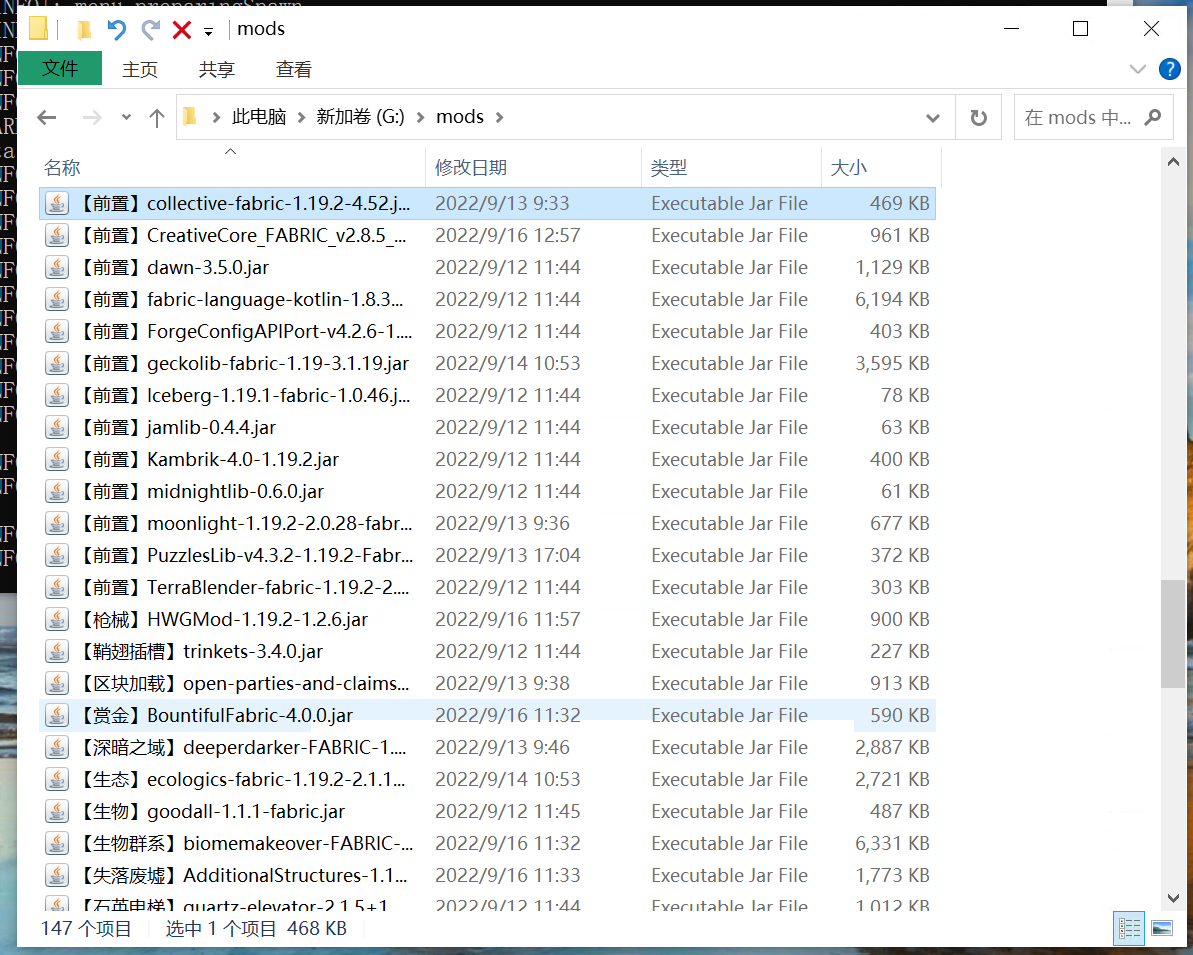 : menu.preparingSpawn
mods
文件 主页 共享 查看
此电脑 新加卷 (G:) mods 在 mods 中...
名称 修改日期 类型 大小
【前置】collective-fabric-1.19.2-4.52.j... 2022/9/13 9:33 Executable Jar File 469 KB
【前置】CreativeCore_FABRIC_v2.8.5_... 2022/9/16 12:57 Executable Jar File 961 KB
【前置】dawn-3.5.0.jar 2022/9/12 11:44 Executable Jar File 1,129 KB
【前置】fabric-language-kotlin-1.8.3... 2022/9/12 11:44 Executable Jar File 6,194 KB
【前置】ForgeConfigAPIPort-v4.2.6-1.... 2022/9/12 11:44 Executable Jar File 403 KB
【前置】geckolib-fabric-1.19-3.1.19.jar 2022/9/14 10:53 Executable Jar File 3,595 KB
【前置】Iceberg-1.19.1-fabric-1.0.46.j... 2022/9/12 11:44 Executable Jar File 78 KB
【前置】jamlib-0.4.4.jar 2022/9/12 11:44 Executable Jar File 63 KB
【前置】Kambrik-4.0-1.19.2.jar 2022/9/12 11:44 Executable Jar File 400 KB
【前置】midnightlib-0.6.0.jar 2022/9/12 11:44 Executable Jar File 61 KB
【前置】moonlight-1.19.2-2.0.28-fabr... 2022/9/13 9:36 Executable Jar File 677 KB
【前置】PuzzlesLib-v4.3.2-1.19.2-Fabr... 2022/9/13 17:04 Executable Jar File 372 KB
【前置】TerraBlender-fabric-1.19.2-2.... 2022/9/12 11:44 Executable Jar File 303 KB
【枪械】HWGMod-1.19.2-1.2.6.jar 2022/9/16 11:57 Executable Jar File 900 KB
【鞘翅插槽】trinkets-3.4.0.jar 2022/9/12 11:44 Executable Jar File 227 KB
【区块加载】open-parties-and-claims... 2022/9/13 9:38 Executable Jar File 913 KB
【赏金】BountifulFabric-4.0.0.jar 2022/9/16 11:32 Executable Jar File 590 KB
【深暗之域】deeperdarker-FABRIC-1.... 2022/9/13 9:46 Executable Jar File 2,887 KB
【生态】ecologics-fabric-1.19.2-2.1.1... 2022/9/14 10:53 Executable Jar File 2,721 KB
【生物】goodall-1.1.1-fabric.jar 2022/9/12 11:45 Executable Jar File 487 KB
【生物群系】biomemakeover-FABRIC-... 2022/9/16 11:32 Executable Jar File 6,331 KB
【失落废墟】AdditionalStructures-1.1... 2022/9/16 11:33 Executable Jar File 1,773 KB
【石英电梯】quartz-elevator-2.1.5+1 2022/9/12 11:44 Executable Jar File 1,012 KB
147 个项目 选中 1 个项目 468 KB